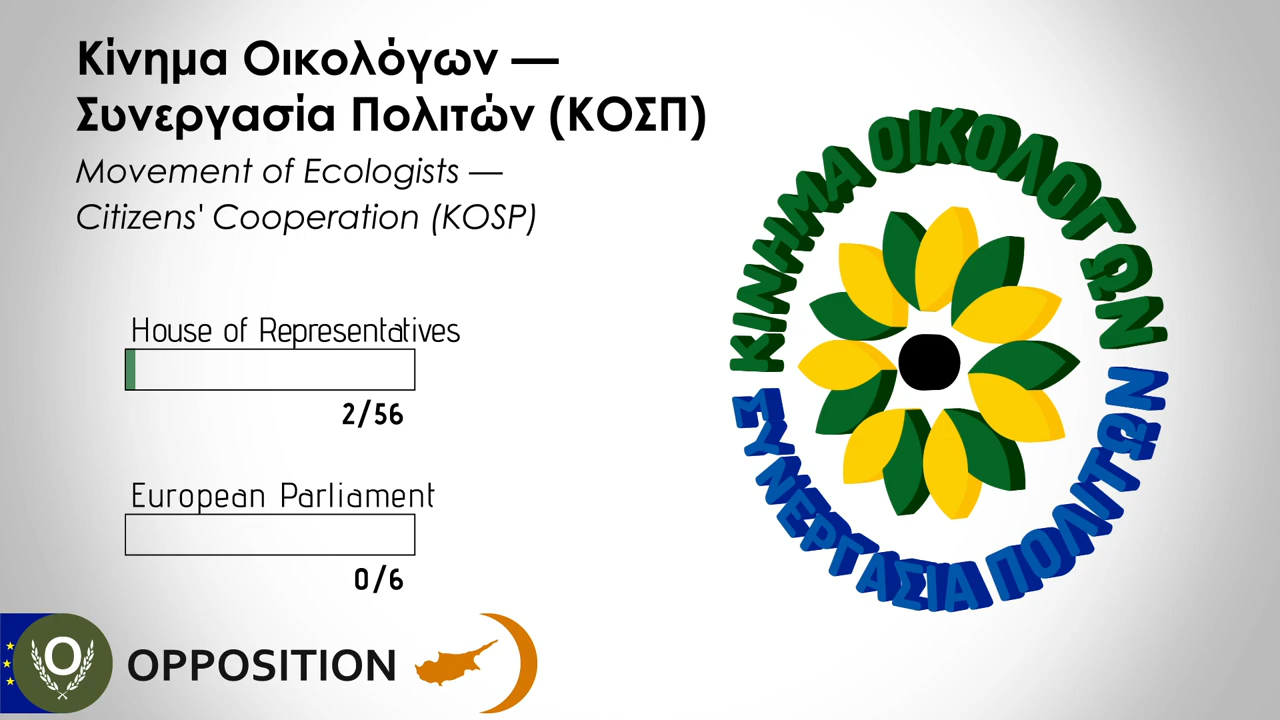 Κίνημα Οικολόγων —
Συνεργασία Πολιτών (ΚΟΣΠ)
Movement of Ecologists —
Citizens' Cooperation (KOSP)
ΚΙΝΗΜΑ ΟΙΚΟΛΟΓΩΝ
ΣΥΝΕΡΓΑΣΙΑ ΠΟΛΙΤΩΝ
House of Representatives
2/56
European Parliament
0/6
O
OPPOSITION